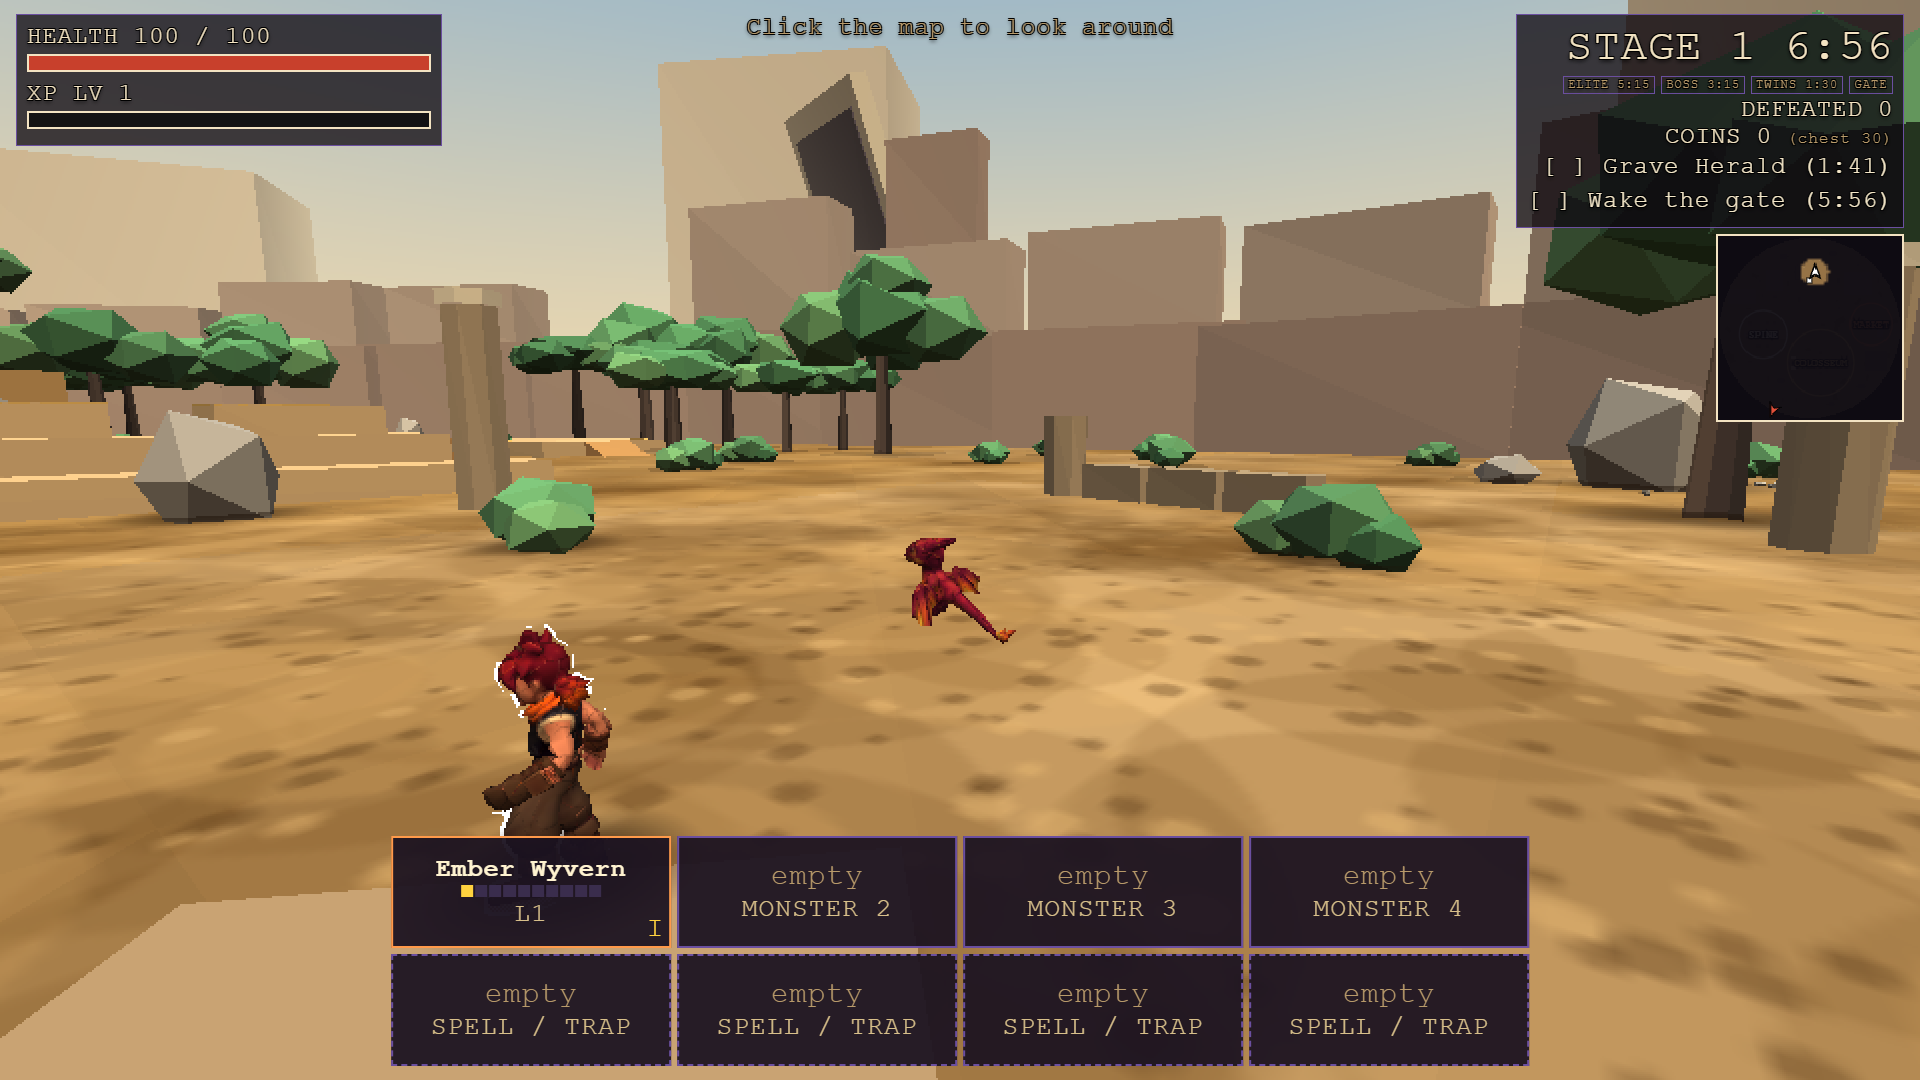 HEALTH 100 / 100
XP LV 1
Click the map to look around
STAGE 1 6:56
ELITE 5:15 BOSS 3:15 TWINS 1:30 GATE
DEFEATED 0
COINS 0 (chest 30)
[ ] Grave Herald (1:41)
[ ] Wake the gate (5:56)
Ember Wyvern
L1
I
empty
MONSTER 2
empty
MONSTER 3
empty
MONSTER 4
empty
SPELL / TRAP
empty
SPELL / TRAP
empty
SPELL / TRAP
empty
SPELL / TRAP